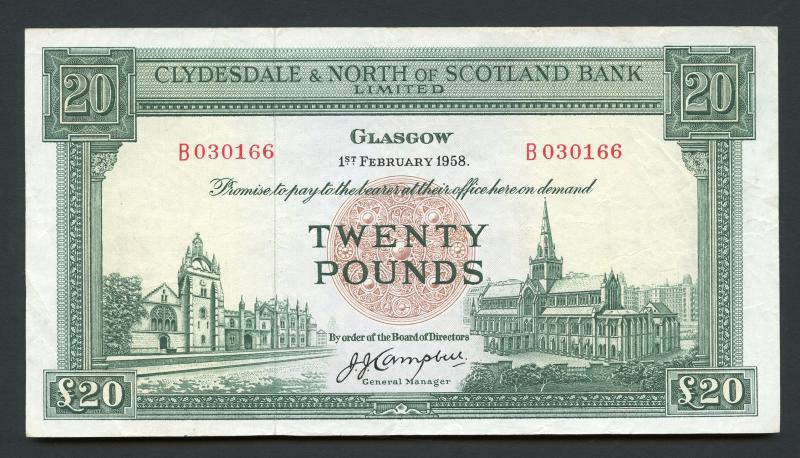 20
CLYDESDALE & NORTH OF SCOTLAND BANK
LIMITED
20
GLASGOW
1ST FEBRUARY 1958.
B 030166
B 030166
Promise to pay to the bearer at their office here on demand
TWENTY
POUNDS
By order of the Board of Directors
J.J. Campbell
General Manager
£20
£20